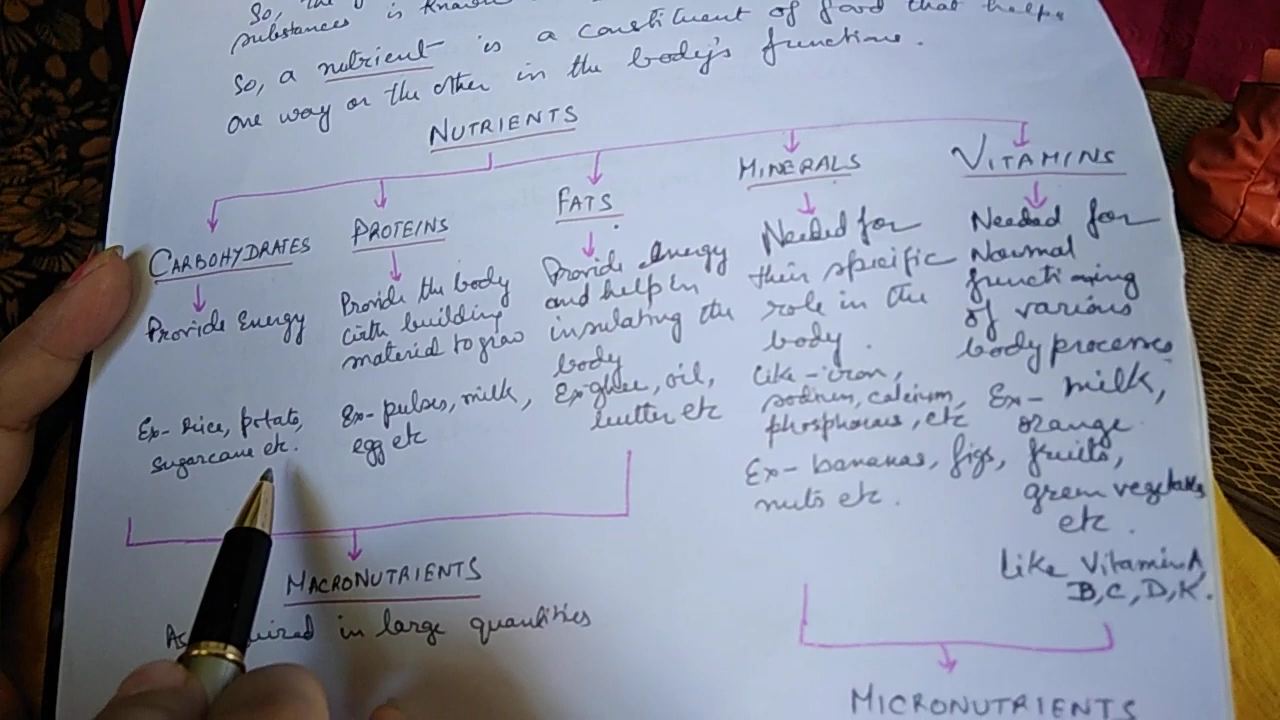 So, the
substances is known
So, a nutrient is a constituent of food that helps
one way or the other in the body's functions.
NUTRIENTS
CARBOHYDRATES
Provide Energy
Ex- rice, potato,
sugarcane etc.
PROTEINS
Provide the body
with building
material to grow
Ex- pulses, milk,
egg etc
FATS
Provide energy
and help in
insulating the
body
Ex- ghee, oil,
butter etc
MINERALS
Needed for
their specific
role in the
body.
like - iron,
sodium, calcium,
phosphorus, etc
Ex- bananas, figs,
nuts etc.
VITAMINS
Needed for
Normal
functioning
of various
body processes
Ex- milk,
orange
fruits,
green vegetables
etc.
Like Vitamin A,
B, C, D, K.
MACRONUTRIENTS
in large quantities
MICRONUTRIENTS